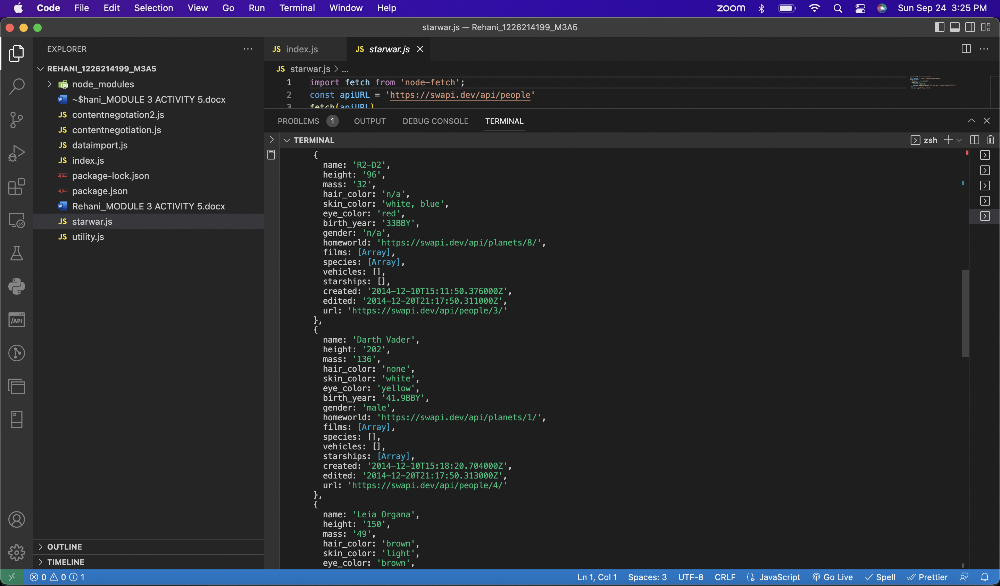 Code File Edit Selection View Go Run Terminal Window Help zoom Sun Sep 24 3:25 PM
starwar.js — Rehani_1226214199_M3A5
EXPLORER
REHANI_1226214199_M3A5
node_modules
~$hani_MODULE 3 ACTIVITY 5.docx
JS contentnegotation2.js
JS contentnegotiation.js
JS dataimport.js
JS index.js
package-lock.json
package.json
Rehani_MODULE 3 ACTIVITY 5.docx
JS starwar.js
JS utility.js
OUTLINE
TIMELINE
/API
JS index.js JS starwar.js
JS starwar.js > ...
1 import fetch from 'node-fetch';
2 const apiURL = 'https://swapi.dev/api/people'
3 fetch(apiURL)
PROBLEMS 1 OUTPUT DEBUG CONSOLE TERMINAL
TERMINAL zsh
{
name: 'R2-D2',
height: '96',
mass: '32',
hair_color: 'n/a',
skin_color: 'white, blue',
eye_color: 'red',
birth_year: '33BBY',
gender: 'n/a',
homeworld: 'https://swapi.dev/api/planets/8/',
films: [Array],
species: [Array],
vehicles: [],
starships: [],
created: '2014-12-10T15:11:50.376000Z',
edited: '2014-12-20T21:17:50.311000Z',
url: 'https://swapi.dev/api/people/3/'
},
{
name: 'Darth Vader',
height: '202',
mass: '136',
hair_color: 'none',
skin_color: 'white',
eye_color: 'yellow',
birth_year: '41.9BBY',
gender: 'male',
homeworld: 'https://swapi.dev/api/planets/1/',
films: [Array],
species: [],
vehicles: [],
starships: [Array],
created: '2014-12-10T15:18:20.704000Z',
edited: '2014-12-20T21:17:50.313000Z',
url: 'https://swapi.dev/api/people/4/'
},
{
name: 'Leia Organa',
height: '150',
mass: '49',
hair_color: 'brown',
skin_color: 'light',
eye_color: 'brown',
0 0 1 Ln 1, Col 1 Spaces: 3 UTF-8 CRLF JavaScript Go Live Spell Prettier